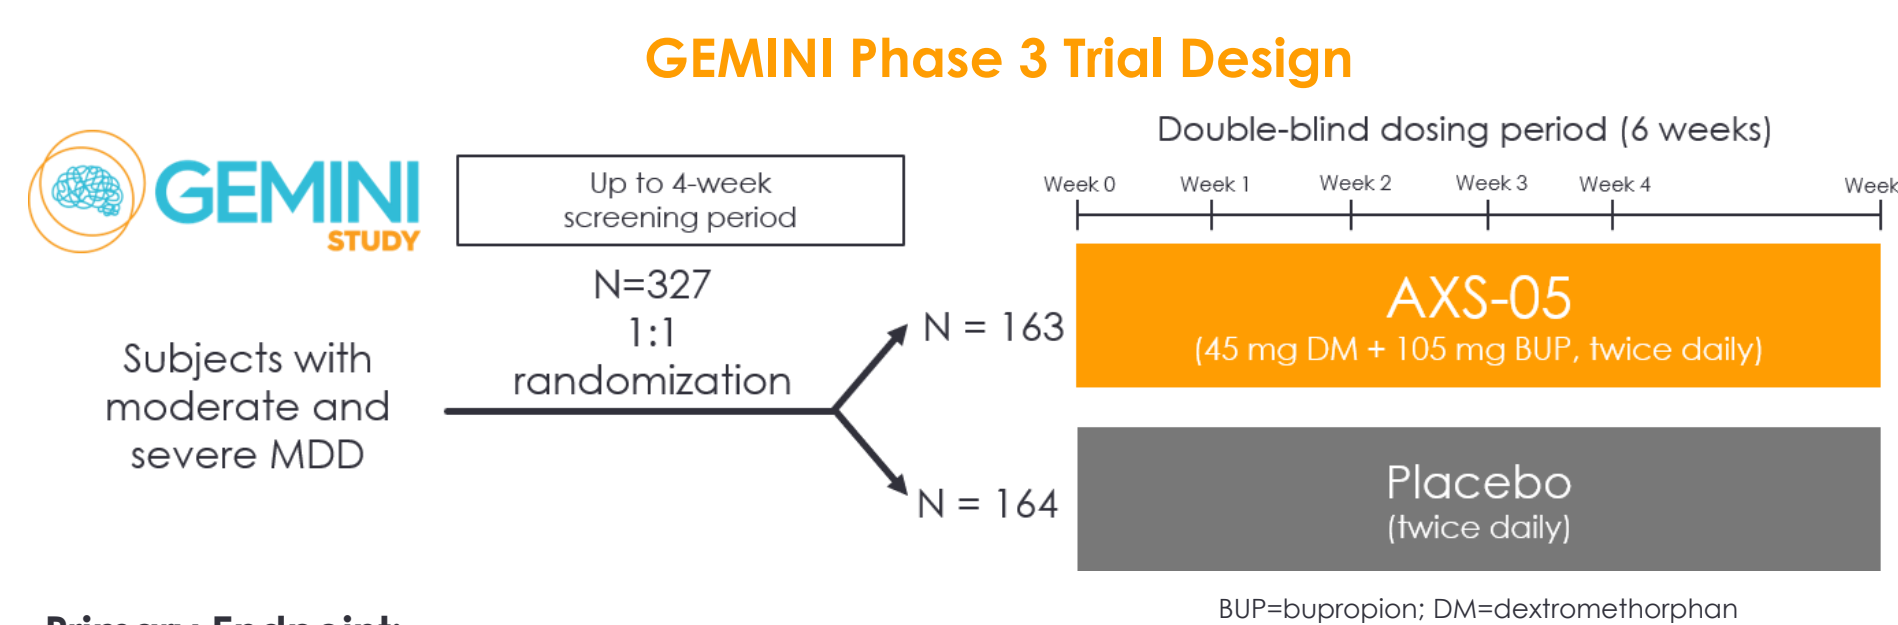 GEMINI Phase 3 Trial Design
GEMINI
STUDY
Up to 4-week
screening period
N=327
1:1
randomization
Subjects with
moderate and
severe MDD
N = 163
N = 164
Double-blind dosing period (6 weeks)
Week 0 Week 1 Week 2 Week 3 Week 4 Week
AXS-05
(45 mg DM + 105 mg BUP, twice daily)
Placebo
(twice daily)
BUP=bupropion; DM=dextromethorphan
Primary Endpoint: